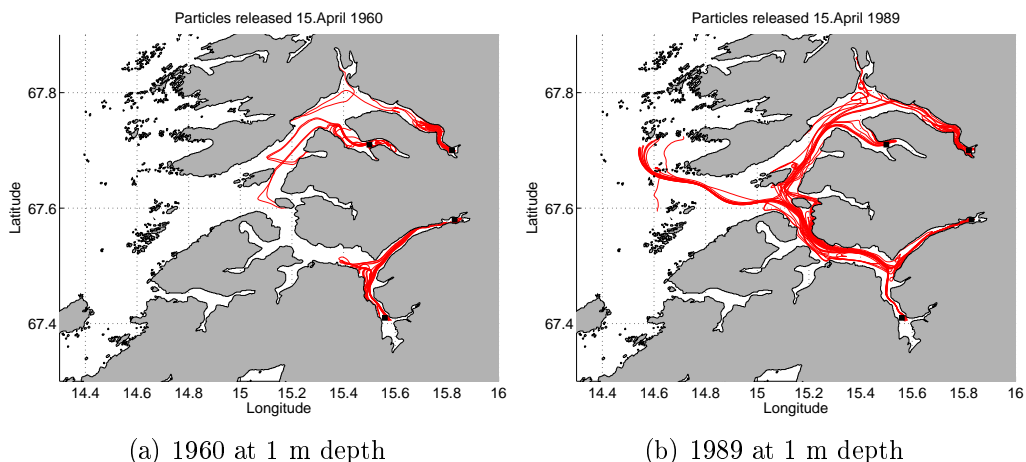 Particles released 15.April 1960
67.8
67.6
67.4
Latitude
14.4 14.6 14.8 15 15.2 15.4 15.6 15.8 16
Longitude
(a) 1960 at 1 m depth
Particles released 15.April 1989
67.8
67.6
67.4
Latitude
14.4 14.6 14.8 15 15.2 15.4 15.6 15.8 16
Longitude
(b) 1989 at 1 m depth